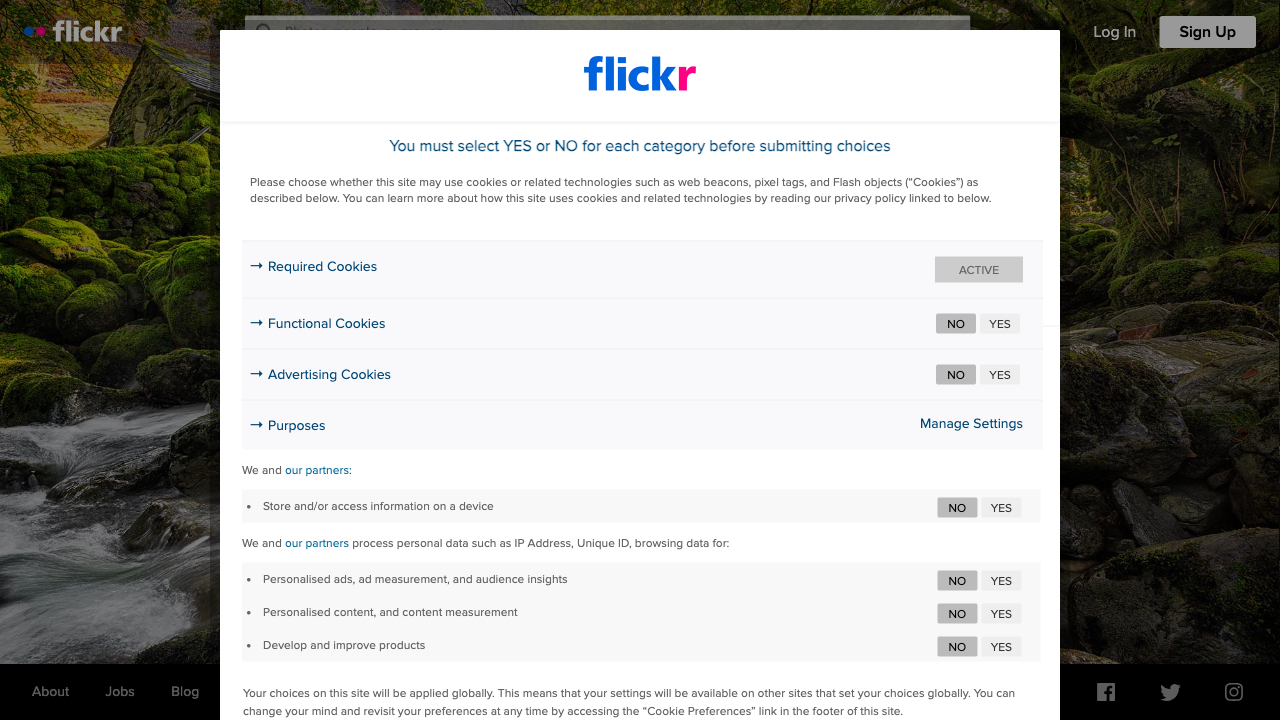 flickr
Log In
Sign Up
flickr
You must select YES or NO for each category before submitting choices
Please choose whether this site may use cookies or related technologies such as web beacons, pixel tags, and Flash objects (“Cookies”) as
described below. You can learn more about how this site uses cookies and related technologies by reading our privacy policy linked to below.
→ Required Cookies
ACTIVE
→ Functional Cookies
NO YES
→ Advertising Cookies
NO YES
→ Purposes
Manage Settings
We and our partners:
• Store and/or access information on a device
NO YES
We and our partners process personal data such as IP Address, Unique ID, browsing data for:
• Personalised ads, ad measurement, and audience insights
NO YES
• Personalised content, and content measurement
NO YES
• Develop and improve products
NO YES
About
Jobs
Blog
Your choices on this site will be applied globally. This means that your settings will be available on other sites that set your choices globally. You can
change your mind and revisit your preferences at any time by accessing the “Cookie Preferences” link in the footer of this site.